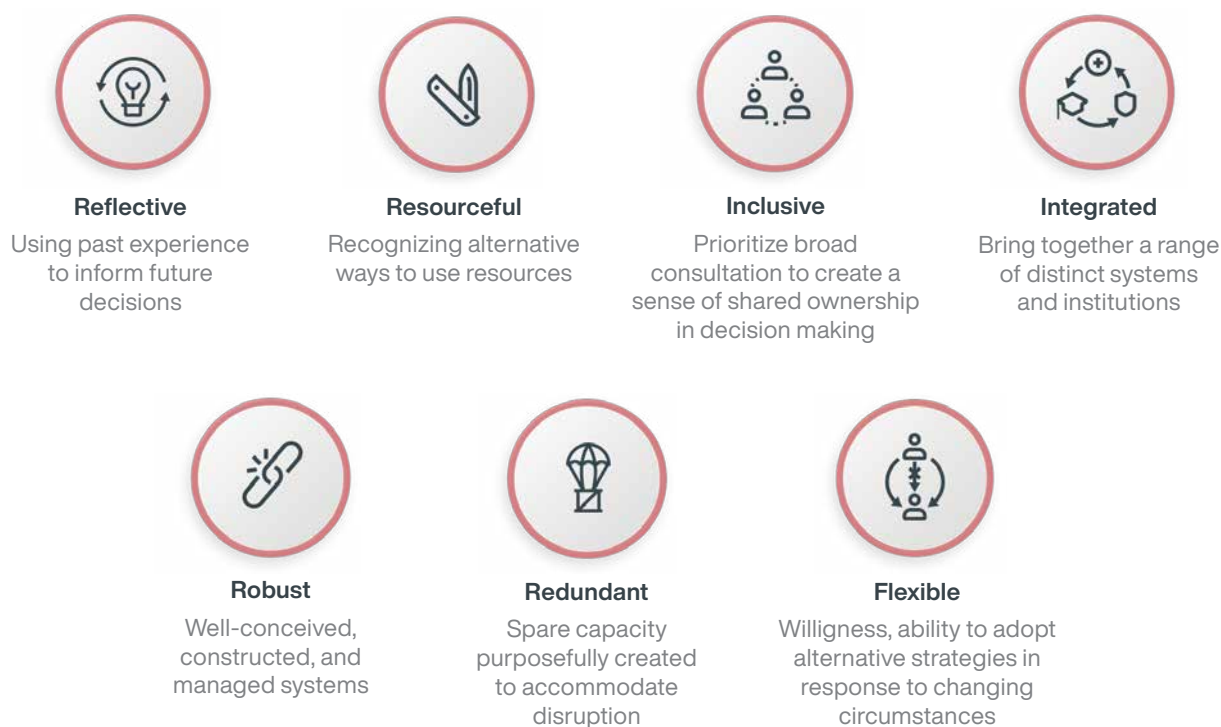 Reflective
Using past experience
to inform future
decisions
Resourceful
Recognizing alternative
ways to use resources
Inclusive
Prioritize broad
consultation to create a
sense of shared ownership
in decision making
Integrated
Bring together a range
of distinct systems
and institutions
Robust
Well-conceived,
constructed, and
managed systems
Redundant
Spare capacity
purposefully created
to accommodate
disruption
Flexible
Willigness, ability to adopt
alternative strategies in
response to changing
circumstances